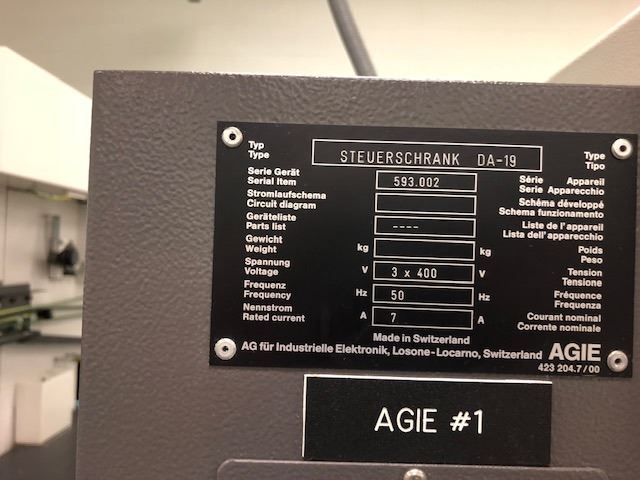 Typ
Type
STEUERSCHRANK DA-19
Type
Tipo
Serie Gerät
Serial Item
593.002
Série Appareil
Serie Apparecchio
Stromlaufschema
Circuit diagram
Schéma développé
Schema funzionamento
Geräteliste
Parts list
----
Liste de l'appareil
Lista dell'apparecchio
Gewicht
Weight
kg
kg
Poids
Peso
Spannung
Voltage
V
3 x 400
V
Tension
Tensione
Frequenz
Frequency
Hz
50
Hz
Fréquence
Frequenza
Nennstrom
Rated current
A
7
A
Courant nominal
Corrente nominale
Made in Switzerland
AG für Industrielle Elektronik, Losone-Locarno, Switzerland AGIE
423 204.7/00
AGIE #1